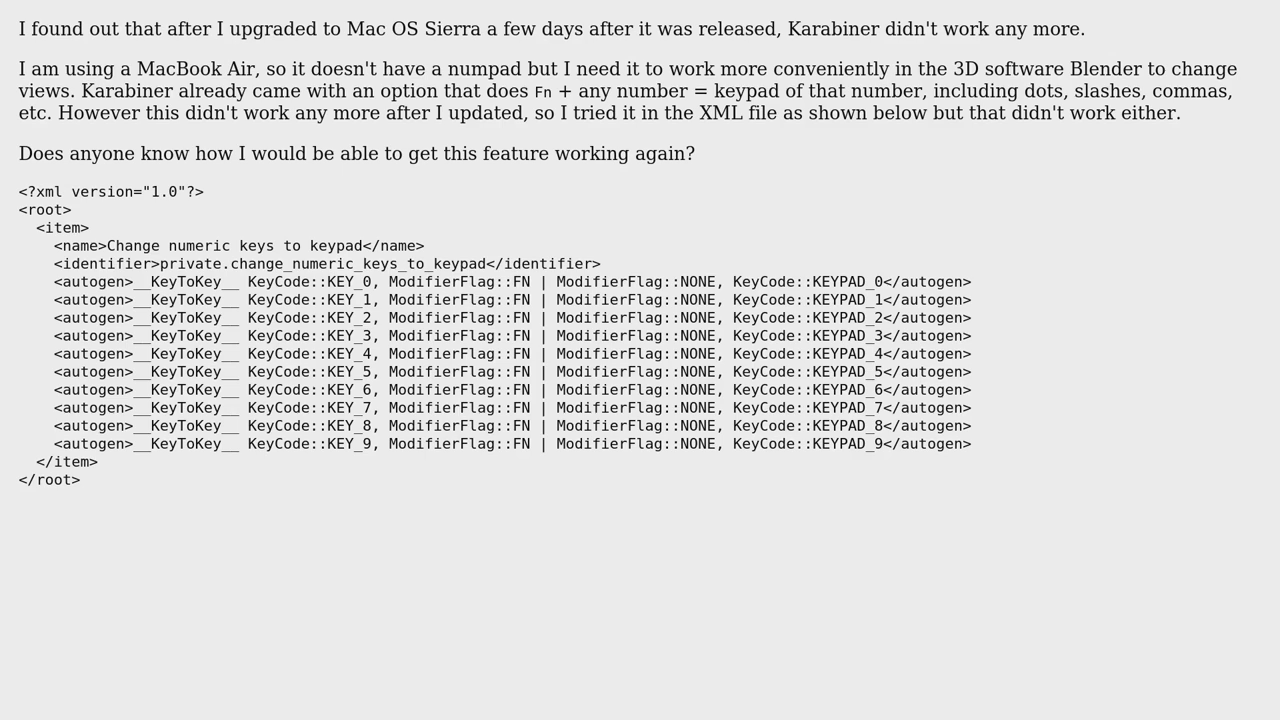 I found out that after I upgraded to Mac OS Sierra a few days after it was released, Karabiner didn't work any more.
I am using a MacBook Air, so it doesn't have a numpad but I need it to work more conveniently in the 3D software Blender to change
views. Karabiner already came with an option that does Fn + any number = keypad of that number, including dots, slashes, commas,
etc. However this didn't work any more after I updated, so I tried it in the XML file as shown below but that didn't work either.
Does anyone know how I would be able to get this feature working again?
<?xml version="1.0"?>
<root>
  <item>
    <name>Change numeric keys to keypad</name>
    <identifier>private.change_numeric_keys_to_keypad</identifier>
    <autogen>__KeyToKey__ KeyCode::KEY_0, ModifierFlag::FN | ModifierFlag::NONE, KeyCode::KEYPAD_0</autogen>
    <autogen>__KeyToKey__ KeyCode::KEY_1, ModifierFlag::FN | ModifierFlag::NONE, KeyCode::KEYPAD_1</autogen>
    <autogen>__KeyToKey__ KeyCode::KEY_2, ModifierFlag::FN | ModifierFlag::NONE, KeyCode::KEYPAD_2</autogen>
    <autogen>__KeyToKey__ KeyCode::KEY_3, ModifierFlag::FN | ModifierFlag::NONE, KeyCode::KEYPAD_3</autogen>
    <autogen>__KeyToKey__ KeyCode::KEY_4, ModifierFlag::FN | ModifierFlag::NONE, KeyCode::KEYPAD_4</autogen>
    <autogen>__KeyToKey__ KeyCode::KEY_5, ModifierFlag::FN | ModifierFlag::NONE, KeyCode::KEYPAD_5</autogen>
    <autogen>__KeyToKey__ KeyCode::KEY_6, ModifierFlag::FN | ModifierFlag::NONE, KeyCode::KEYPAD_6</autogen>
    <autogen>__KeyToKey__ KeyCode::KEY_7, ModifierFlag::FN | ModifierFlag::NONE, KeyCode::KEYPAD_7</autogen>
    <autogen>__KeyToKey__ KeyCode::KEY_8, ModifierFlag::FN | ModifierFlag::NONE, KeyCode::KEYPAD_8</autogen>
    <autogen>__KeyToKey__ KeyCode::KEY_9, ModifierFlag::FN | ModifierFlag::NONE, KeyCode::KEYPAD_9</autogen>
  </item>
</root>